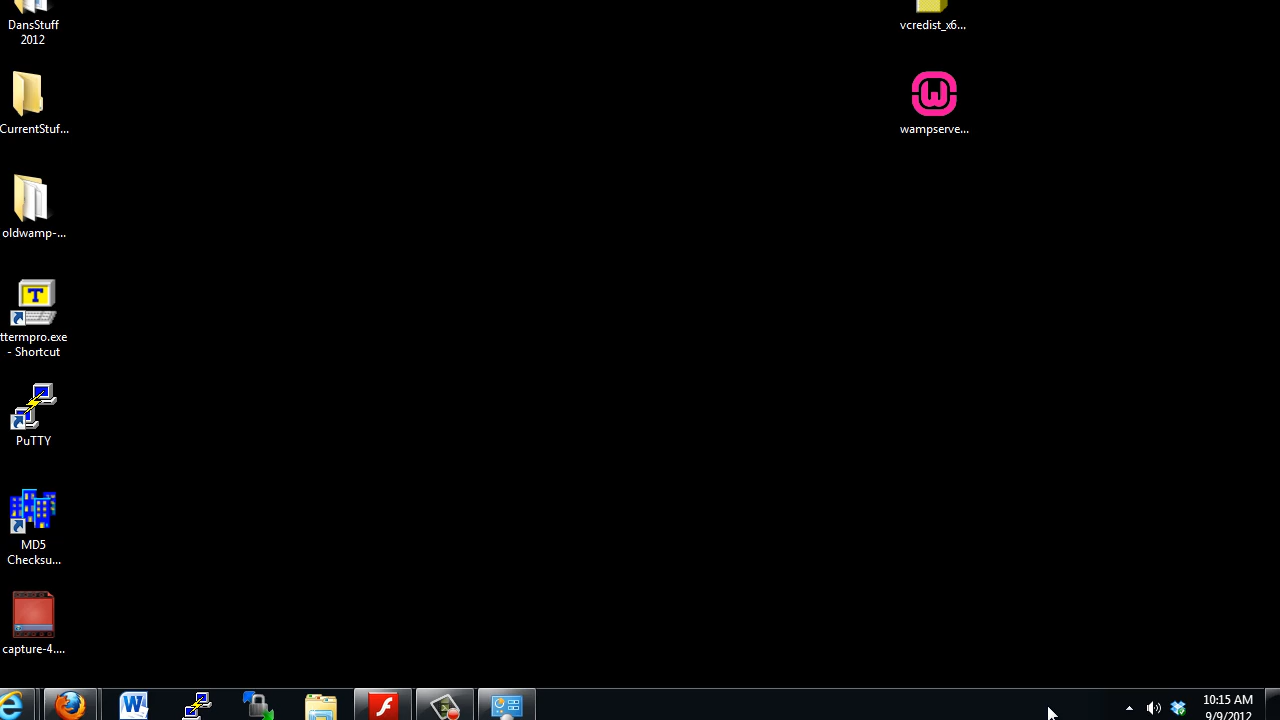 DansStuff
2012
CurrentStuf...
oldwamp-...
T
ttermpro.exe
- Shortcut
PuTTY
MD5
Checksu...
capture-4....
vcredist_x6...
W
wampserve...
W
10:15 AM
9/9/2012